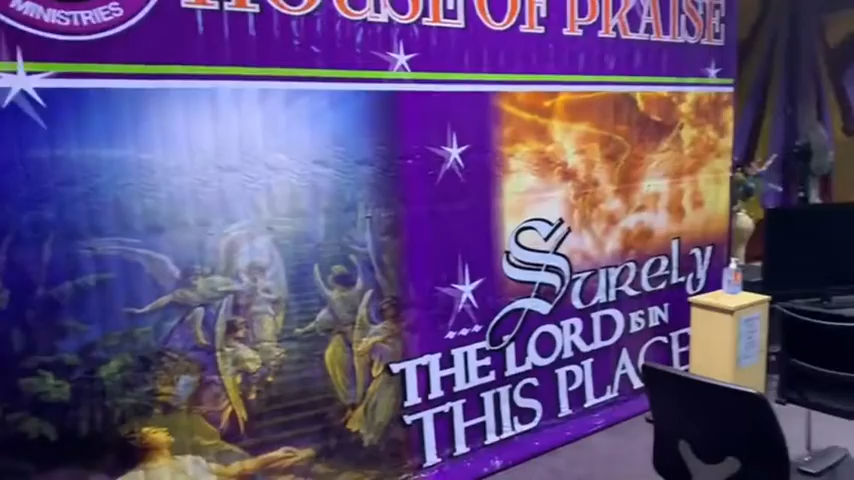 MINISTRIES
HOUSE OF PRAISE
Surely
THE LORD IS IN
THIS PLACE